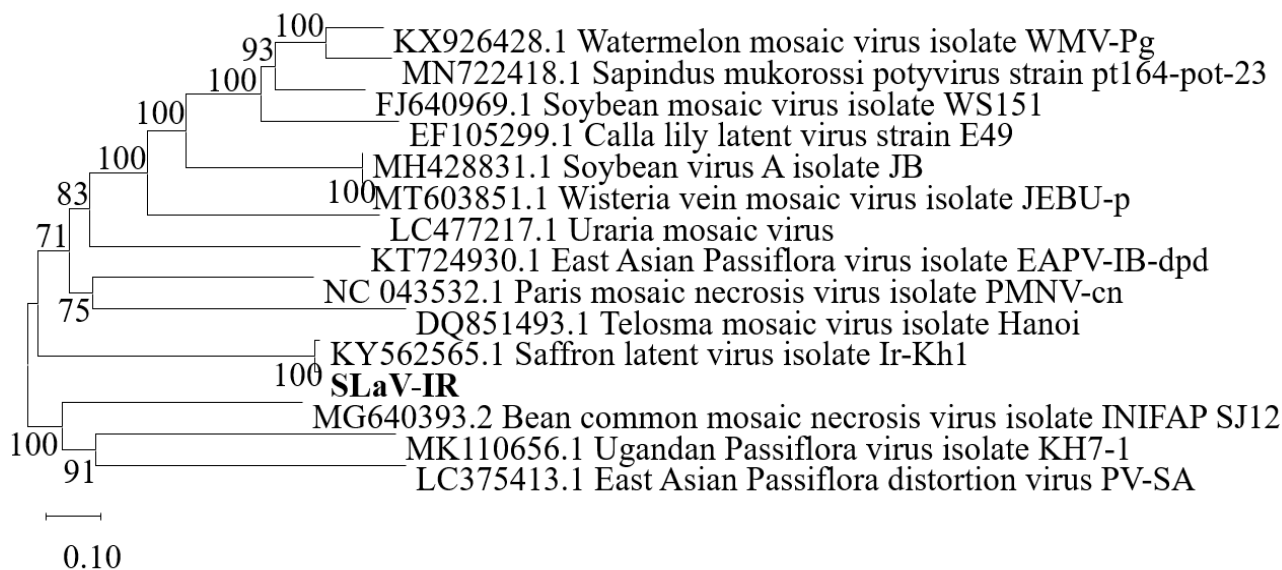 100
KX926428.1 Watermelon mosaic virus isolate WMV-Pg
93
MN722418.1 Sapindus mukorossi potyvirus strain pt164-pot-23
100
FJ640969.1 Soybean mosaic virus isolate WS151
100
EF105299.1 Calla lily latent virus strain E49
100
MH428831.1 Soybean virus A isolate JB
100
MT603851.1 Wisteria vein mosaic virus isolate JEBU-p
83
LC477217.1 Uraria mosaic virus
71
KT724930.1 East Asian Passiflora virus isolate EAPV-IB-dpd
NC 043532.1 Paris mosaic necrosis virus isolate PMNV-cn
75
DQ851493.1 Telosma mosaic virus isolate Hanoi
KY562565.1 Saffron latent virus isolate Ir-Kh1
100
SLaV-IR
MG640393.2 Bean common mosaic necrosis virus isolate INIFAP SJ12
100
MK110656.1 Ugandan Passiflora virus isolate KH7-1
91
LC375413.1 East Asian Passiflora distortion virus PV-SA
0.10